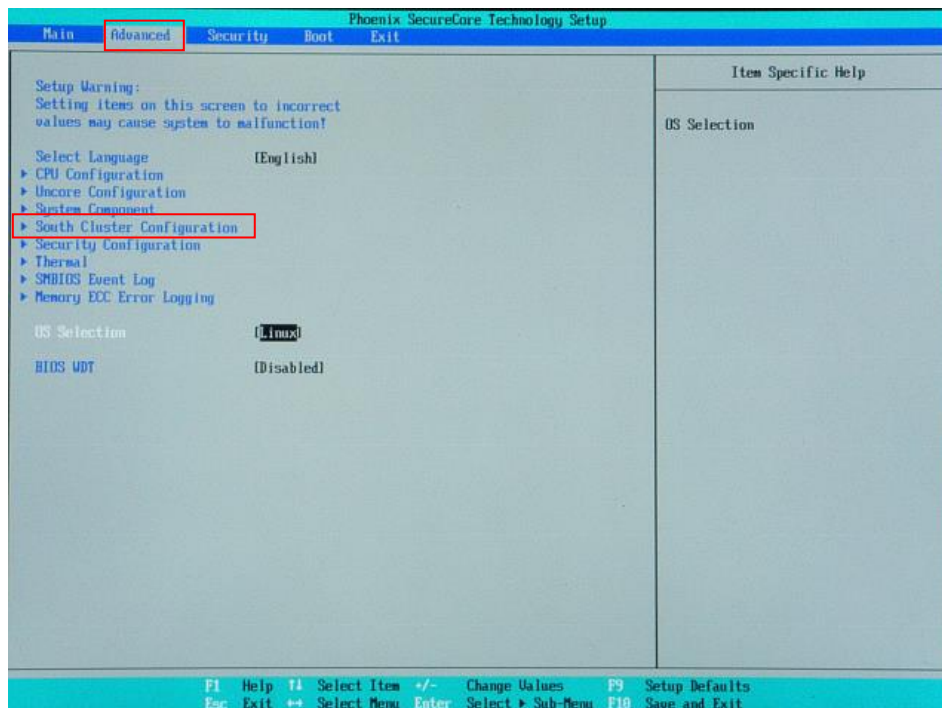 Phoenix SecureCore Technology Setup
Main Advanced Security Boot Exit
Item Specific Help
Setup Warning:
Setting items on this screen to incorrect
values may cause system to malfunction!
OS Selection
Select Language [English]
CPU Configuration
Uncore Configuration
System Component
South Cluster Configuration
Security Configuration
Thermal
SMBIOS Event Log
Memory ECC Error Logging
OS Selection [Linux]
BIOS WDT [Disabled]
F1 Help ↑↓ Select Item +/- Change Values F9 Setup Defaults
Esc Exit ↔ Select Menu Enter Select ▶ Sub-Menu F10 Save and Exit